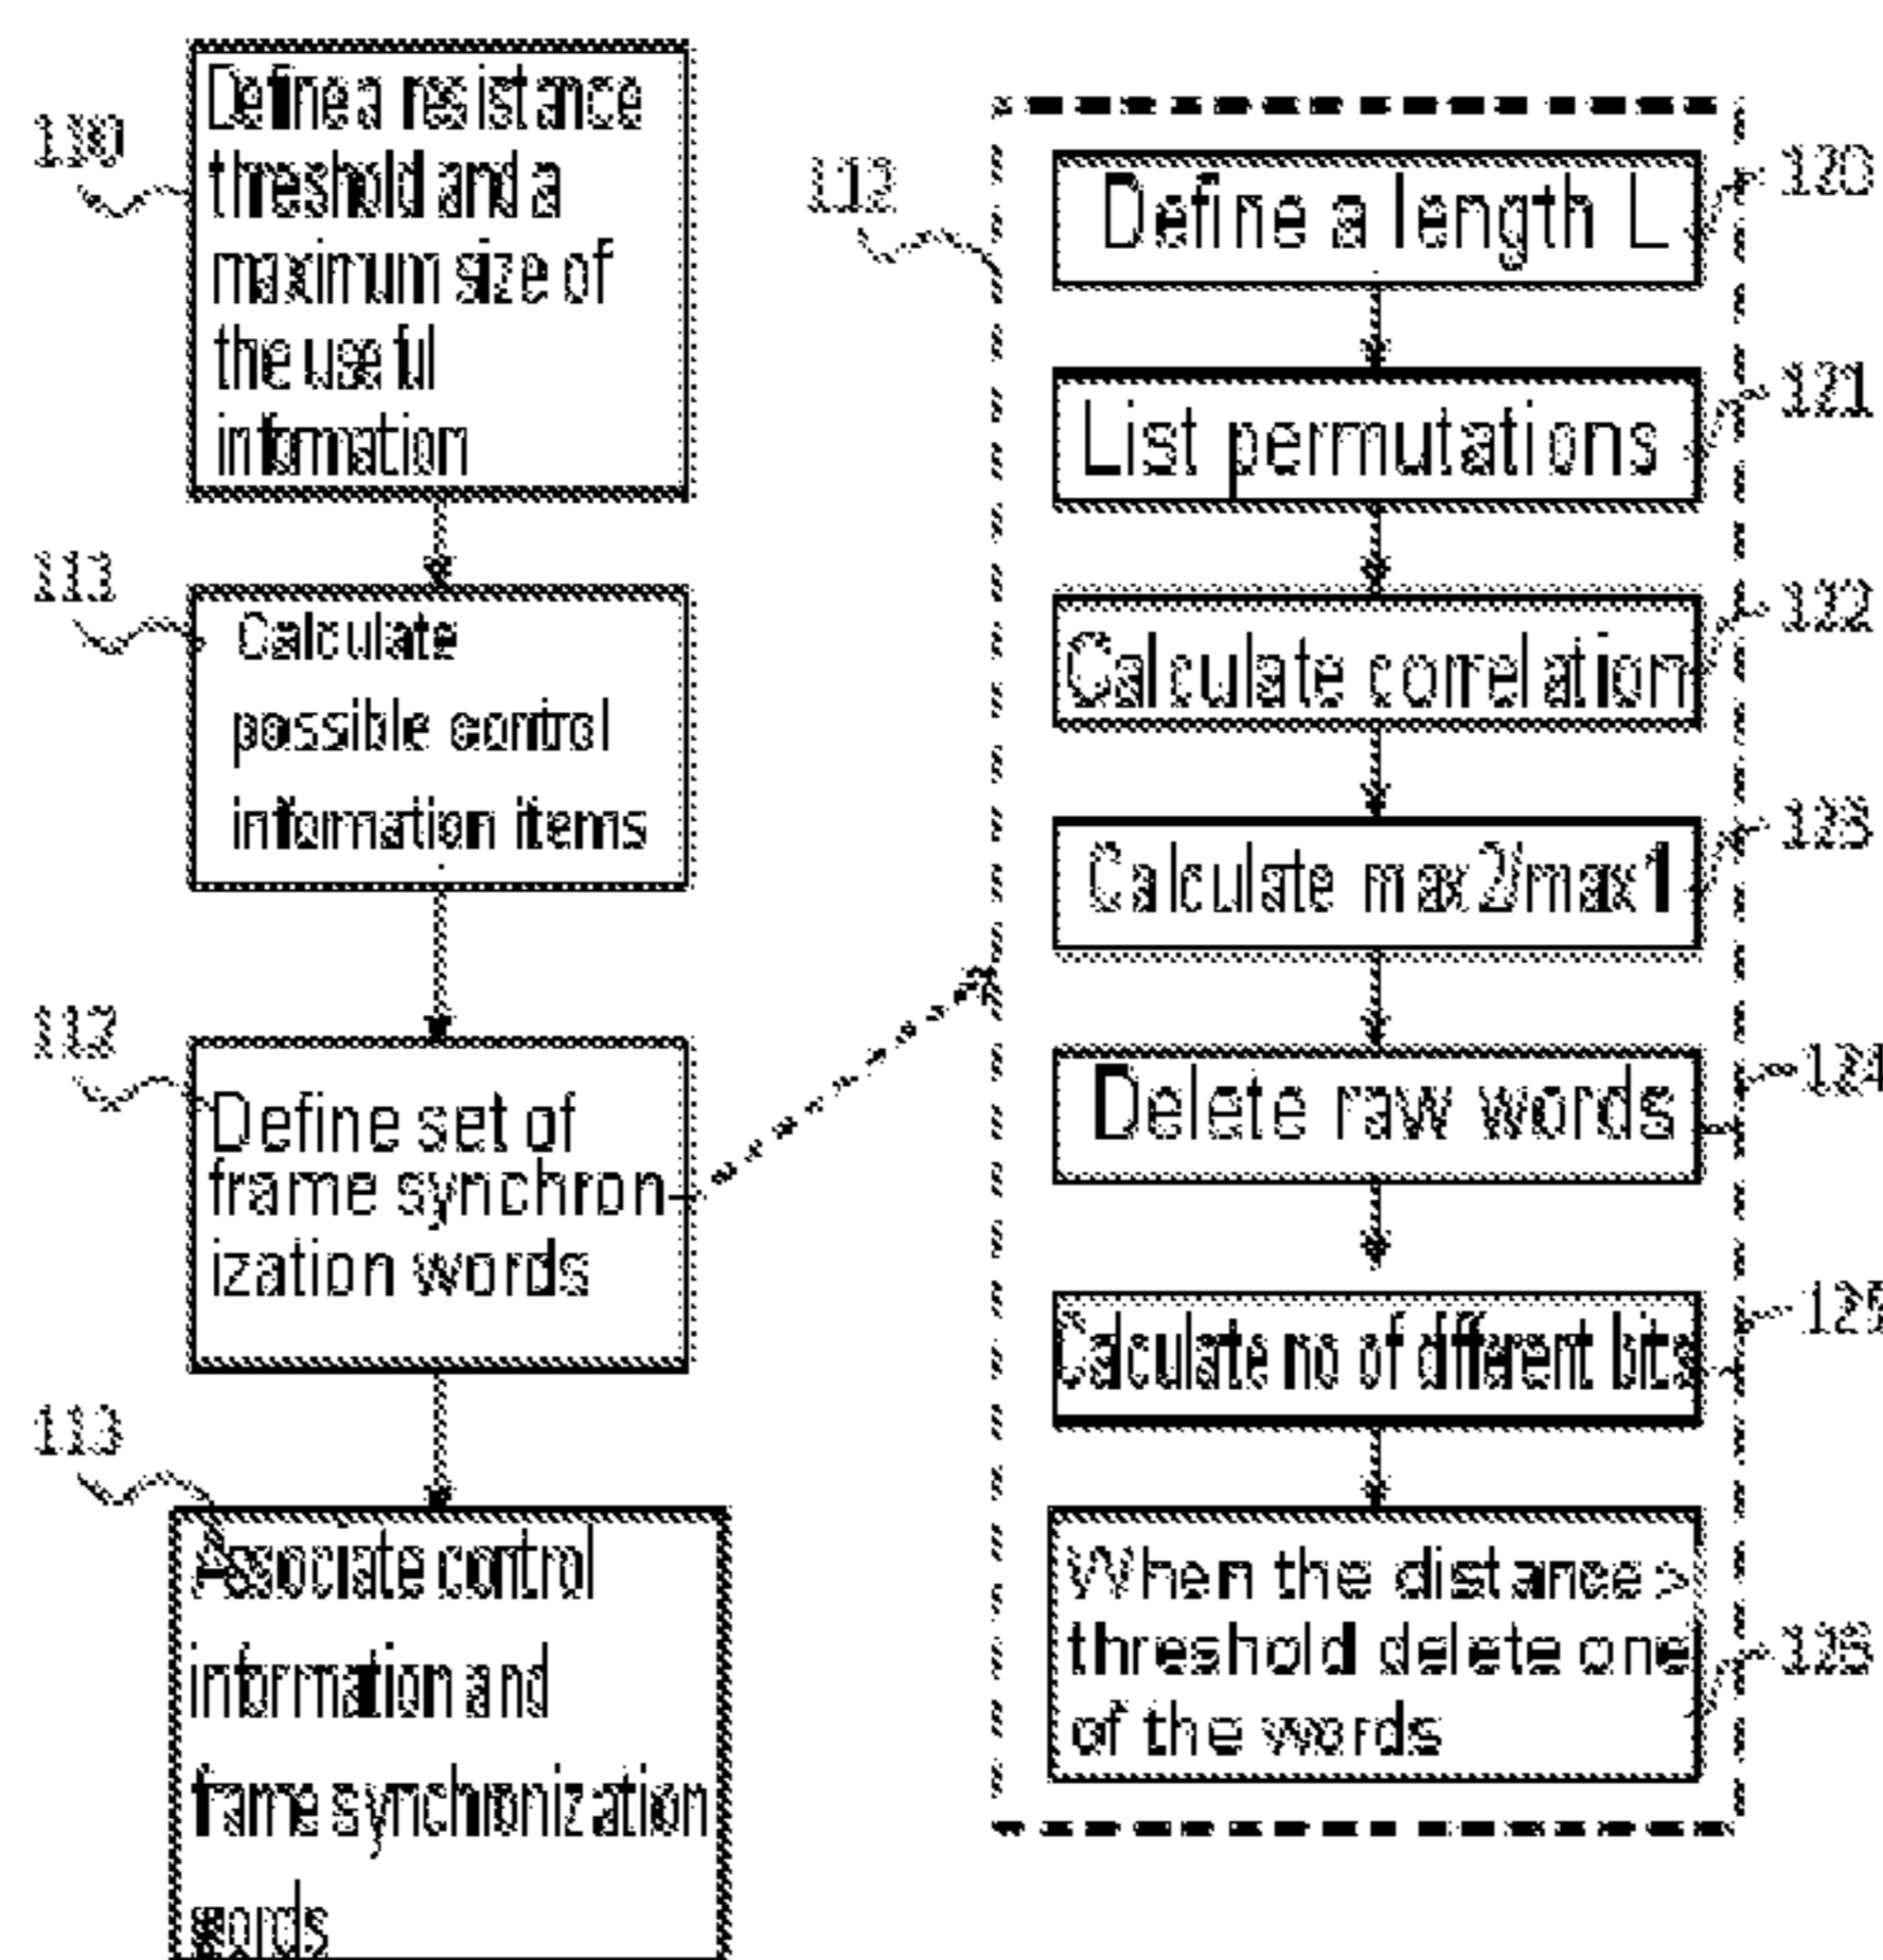 110
Define a resistance
threshold and a
maximum size of
the useful
information
113
Calculate
possible control
information items
112
Define set of
frame synchron-
ization words
113
Associate control
information and
frame synchronization
words
112
Define a length L
120
List permutations
121
Calculate correlation
122
Calculate max2/max1
123
Delete raw words
124
Calculate no of different bits
125
When the distance >
threshold delete one
of the words
126